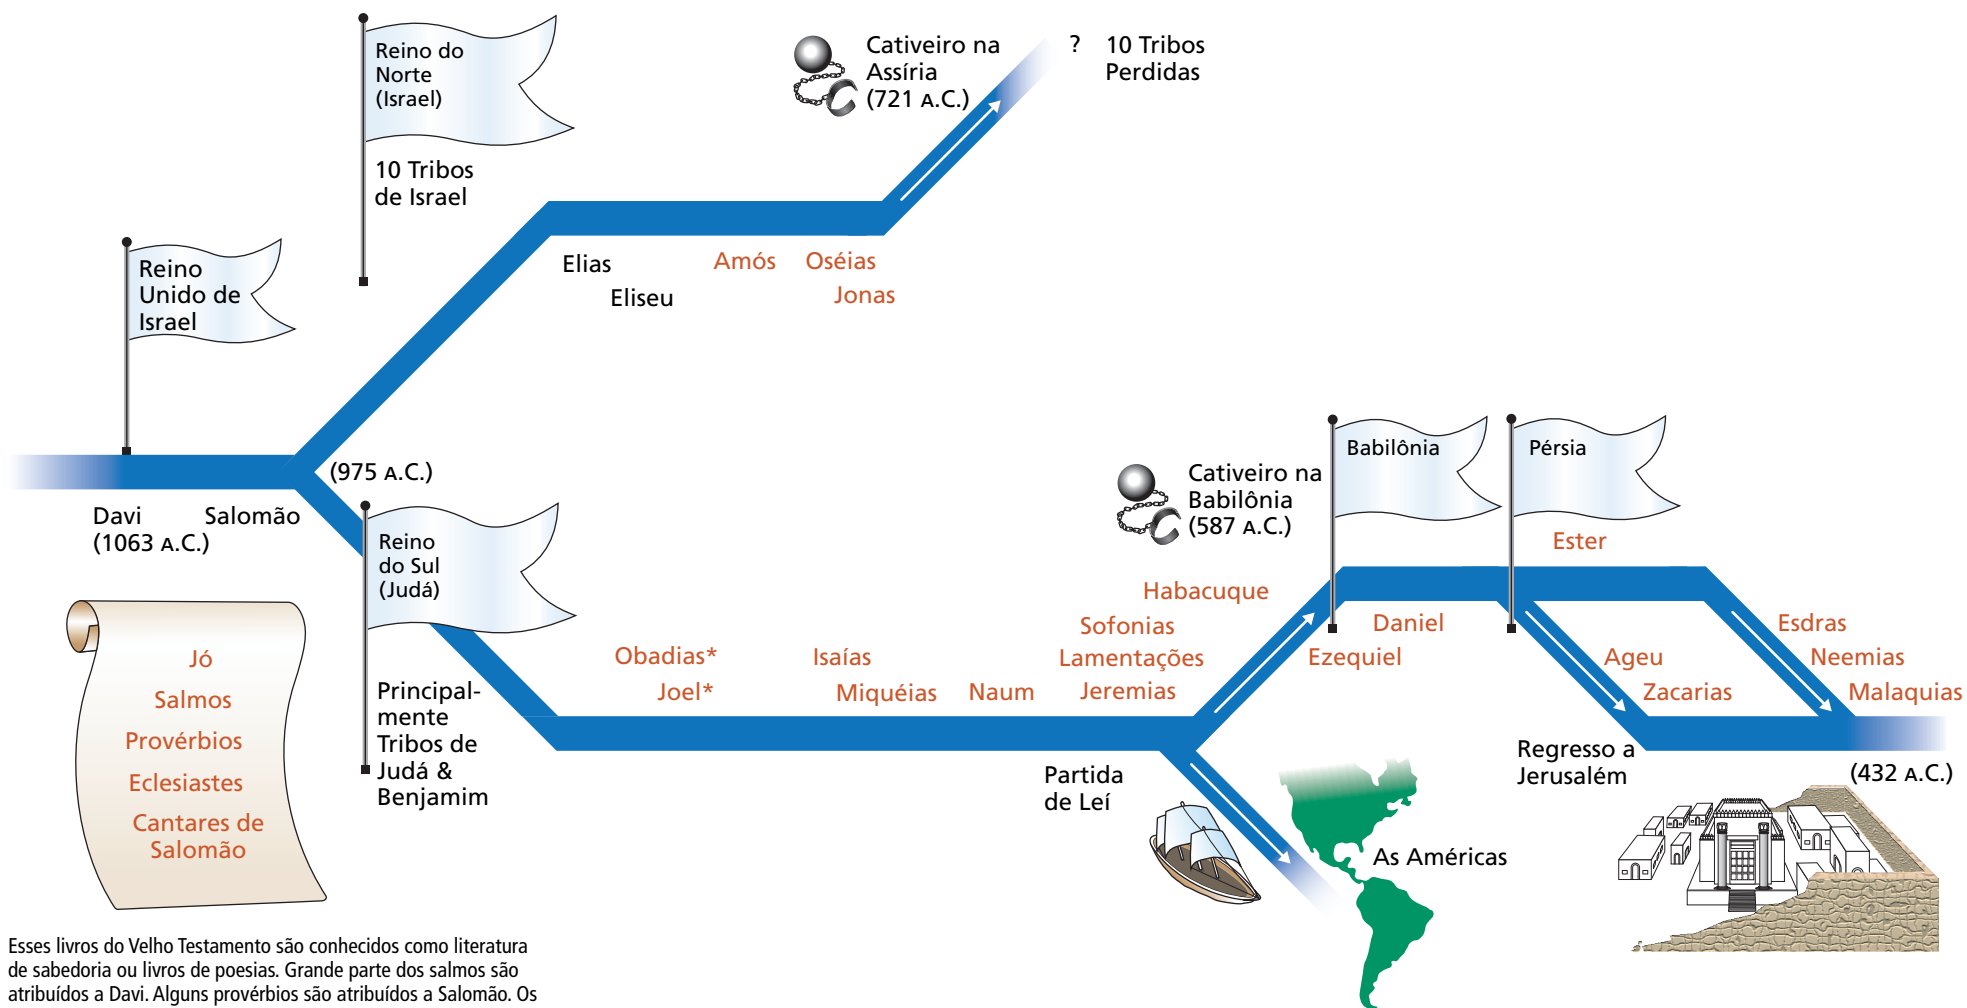 Reino do
Norte
(Israel)
10 Tribos
de Israel
Cativeiro na
Assíria
(721 A.C.)
? 10 Tribos
Perdidas
Reino
Unido de
Israel
Elias
Eliseu
Amós
Oséias
Jonas
(975 A.C.)
Davi
(1063 A.C.)
Salomão
Reino
do Sul
(Judá)
Principal-
mente
Tribos de
Judá &
Benjamim
Jó
Salmos
Provérbios
Eclesiastes
Cantares de
Salomão
Obadias*
Joel*
Isaías
Miquéias
Naum
Habacuque
Sofonias
Lamentações
Jeremias
Cativeiro na
Babilônia
(587 A.C.)
Babilônia
Pérsia
Ester
Daniel
Ezequiel
Ageu
Zacarias
Esdras
Neemias
Malaquias
Partida
de Leí
As Américas
Regresso a
Jerusalém
(432 A.C.)
Esses livros do Velho Testamento são conhecidos como literatura
de sabedoria ou livros de poesias. Grande parte dos salmos são
atribuídos a Davi. Alguns provérbios são atribuídos a Salomão. Os